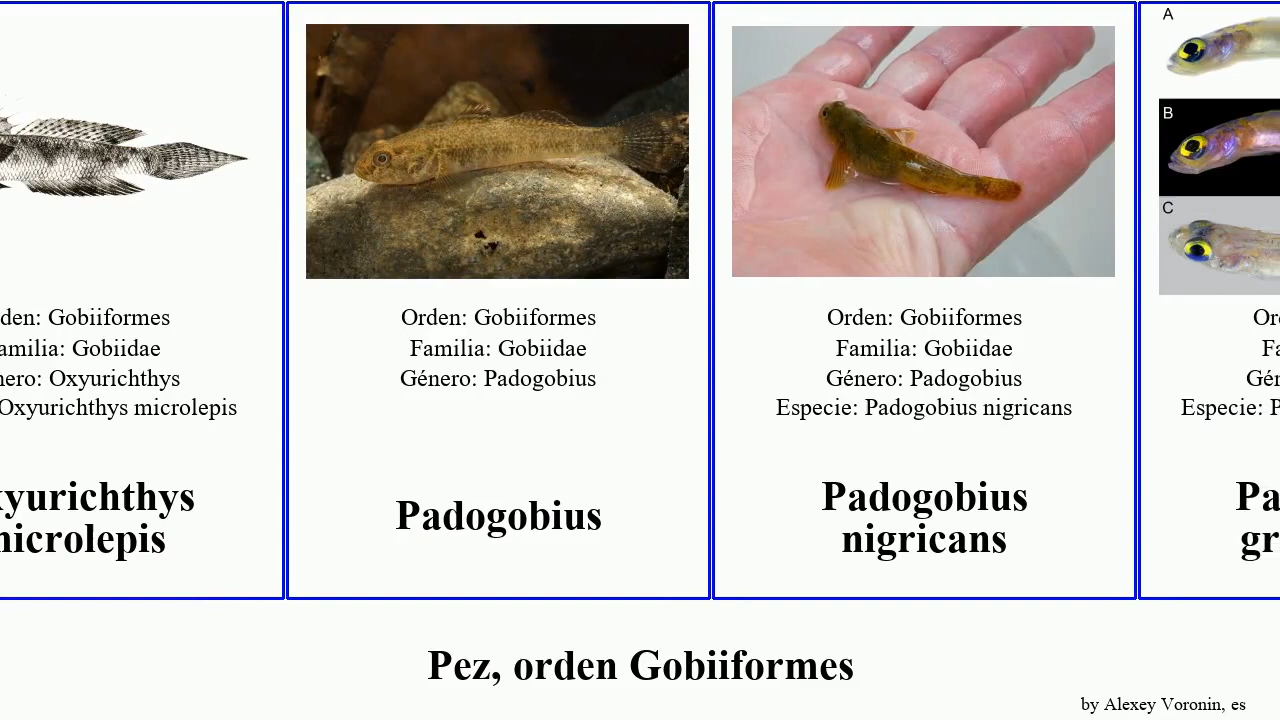 den: Gobiiformes
amilia: Gobiidae
nero: Oxyurichthys
Oxyurichthys microlepis
xyurichthys
microlepis
Orden: Gobiiformes
Familia: Gobiidae
Género: Padogobius
Padogobius
Orden: Gobiiformes
Familia: Gobiidae
Género: Padogobius
Especie: Padogobius nigricans
Padogobius
nigricans
A
B
C
Or
Fa
Gén
Especie: P
Pa
gr
Pez, orden Gobiiformes
by Alexey Voronin, es